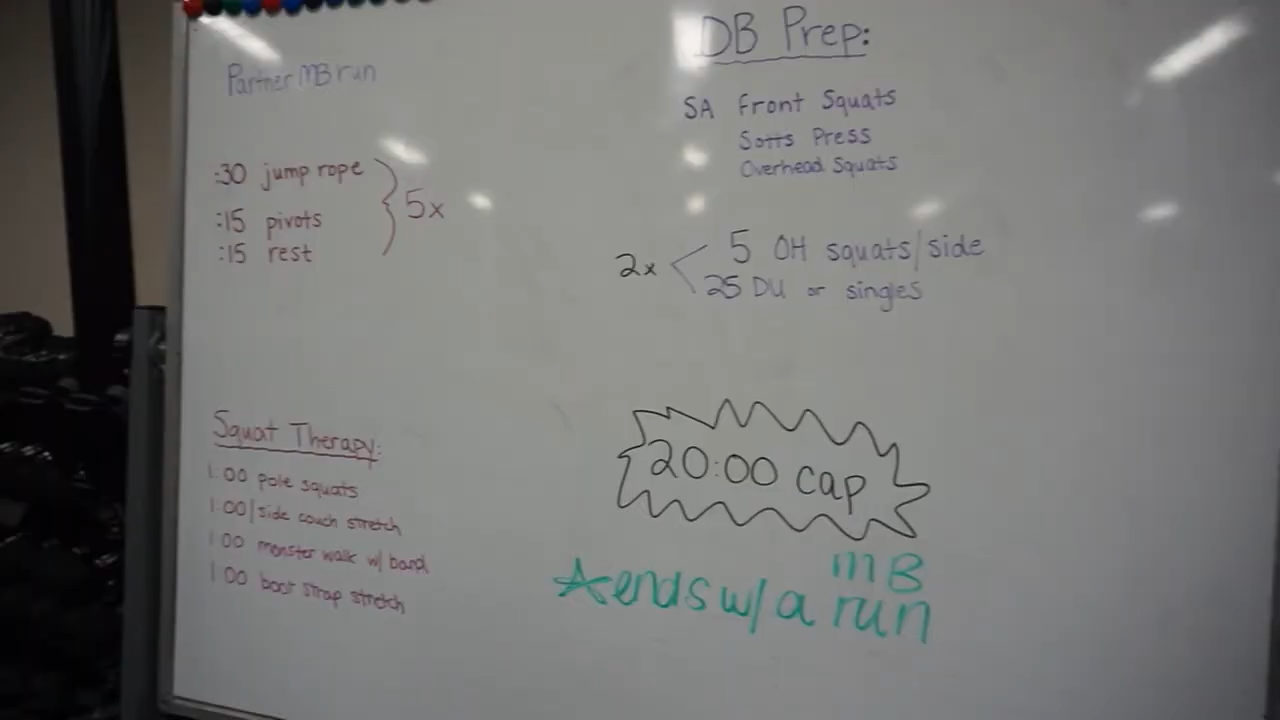 Partner MB run
:30 jump rope
:15 pivots
:15 rest
5x
Squat Therapy:
1:00 pole squats
1:00/side couch stretch
1:00 monster walk w/ band
1:00 boot strap stretch
DB Prep:
SA Front Squats
Sotts Press
Overhead Squats
2x
5 OH squats/side
25 DU or singles
20:00 cap
MB
☆ends w/ a run